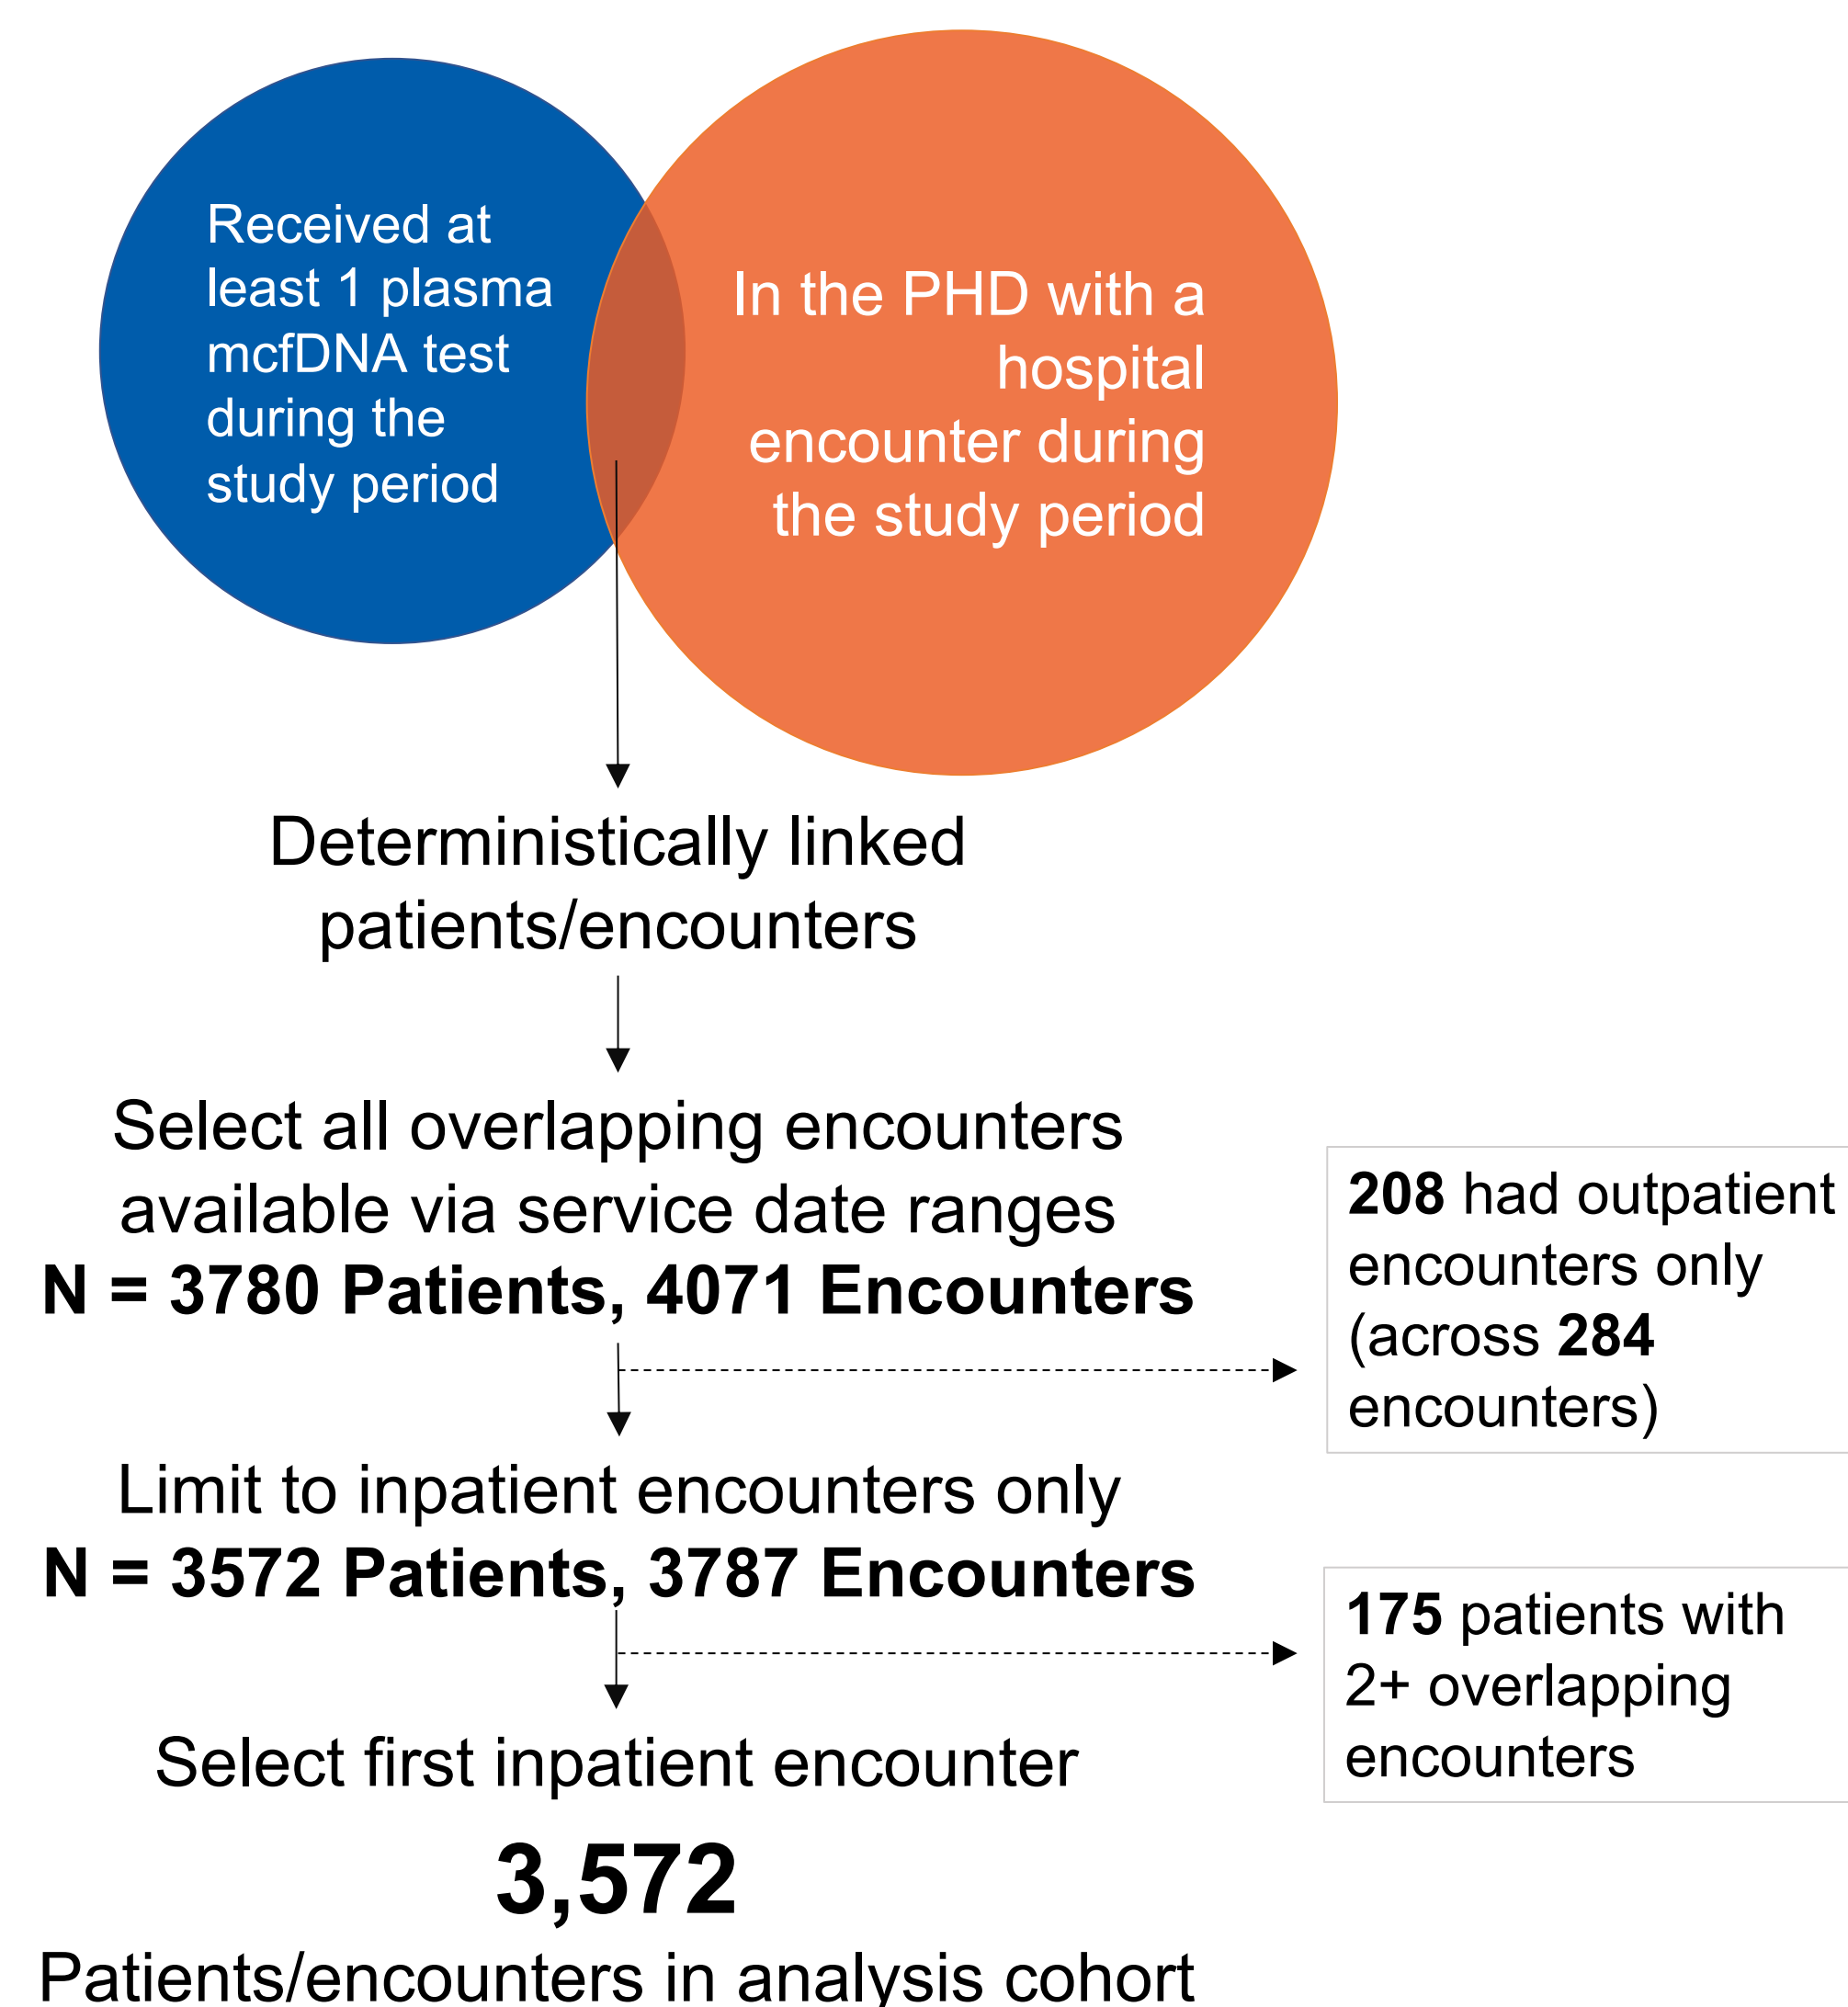 Received at
least 1 plasma
mcfDNA test
during the
study period
In the PHD with a
hospital
encounter during
the study period
Deterministically linked
patients/encounters
Select all overlapping encounters
available via service date ranges
N = 3780 Patients, 4071 Encounters
208 had outpatient
encounters only
(across 284
encounters)
Limit to inpatient encounters only
N = 3572 Patients, 3787 Encounters
175 patients with
2+ overlapping
encounters
Select first inpatient encounter
3,572
Patients/encounters in analysis cohort